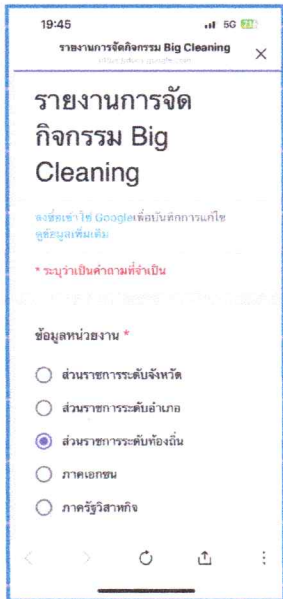 19:45
5G
รายงานการจัดกิจกรรม Big Cleaning
รายงานการจัด
กิจกรรม Big
Cleaning
ลงชื่อเข้าใช้ Googleเพื่อบันทึกการแก้ไข
ดูข้อมูลเพิ่มเติม
* ระบุว่าเป็นคำถามที่จำเป็น
ข้อมูลหน่วยงาน *
ส่วนราชการระดับจังหวัด
ส่วนราชการระดับอำเภอ
ส่วนราชการระดับท้องถิ่น
ภาคเอกชน
ภาครัฐวิสาหกิจ